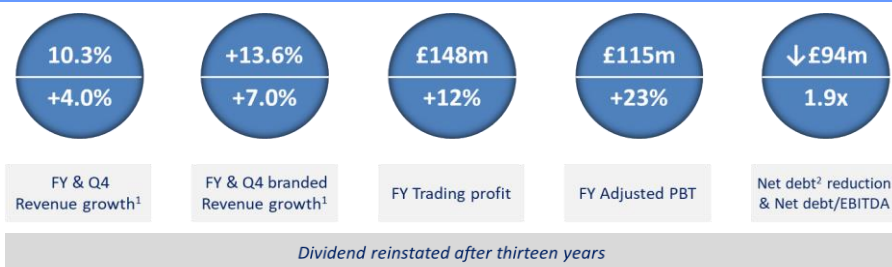 10.3%
+4.0%
+13.6%
+7.0%
£148m
+12%
£115m
+23%
↓£94m
1.9x
FY & Q4
Revenue growth¹
FY & Q4 branded
Revenue growth¹
FY Trading profit
FY Adjusted PBT
Net debt² reduction
& Net debt/EBITDA
Dividend reinstated after thirteen years